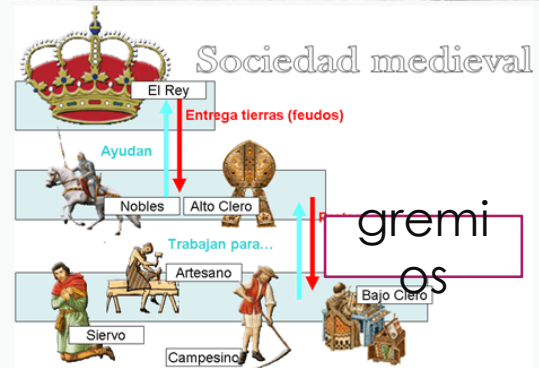 Sociedad medieval
El Rey
Entrega tierras (feudos)
Ayudan
Nobles
Alto Clero
gremi
os
Trabajan para...
Artesano
Bajo Clero
Siervo
Campesino